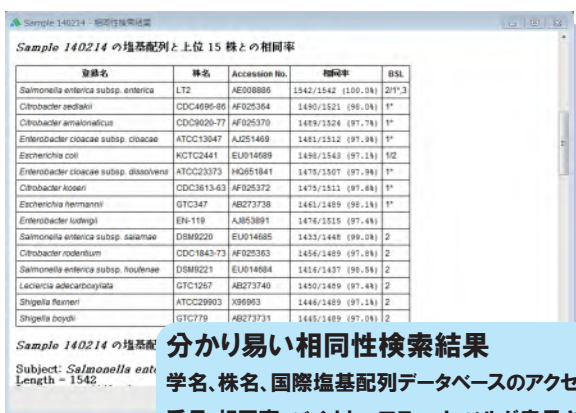 Sample 140214 - 相同性検索結果
Sample 140214 の塩基配列と上位 15 株との相同率
登録名 株名 Accession No. 相同率 BSL
Salmonella enterica subsp. enterica LT2 AE008886 1542/1542 (100.0%) 2/1*,3
Citrobacter sedlakii CDC4696-86 AF025364 1490/1521 (98.0%) 1*
Citrobacter amalonaticus CDC9020-77 AF025370 1489/1526 (97.7%) 1*
Enterobacter cloacae subsp. cloacae ATCC13047 AJ251469 1481/1512 (97.9%) 1*
Escherichia coli KCTC2441 EU014689 1498/1543 (97.1%) 1/2
Enterobacter cloacae subsp. dissolvens ATCC23373 HQ651841 1475/1507 (97.9%) 1*
Citrobacter koseri CDC3613-63 AF025372 1475/1511 (97.6%) 1*
Escherichia hermannii GTC347 AB273738 1461/1489 (98.1%) 1*
Enterobacter ludwigii EN-119 AJ853891 1476/1515 (97.4%)
Salmonella enterica subsp. salamae DSM9220 EU014685 1433/1448 (99.0%) 2
Citrobacter rodentium CDC1843-73 AF025363 1456/1489 (97.8%) 2
Salmonella enterica subsp. houtenae DSM9221 EU014684 1416/1437 (98.5%) 2
Leclercia adecarboxylata GTC1267 AB273740 1450/1489 (97.4%) 2
Shigella flexneri ATCC29903 X96963 1446/1489 (97.1%) 2
Shigella boydii GTC779 AB273731 1445/1489 (97.0%) 2
Sample 140214 の塩基配
Subject: Salmonella ente
Length = 1542
分かり易い相同性検索結果
学名、株名、国際塩基配列データベースのアクセ